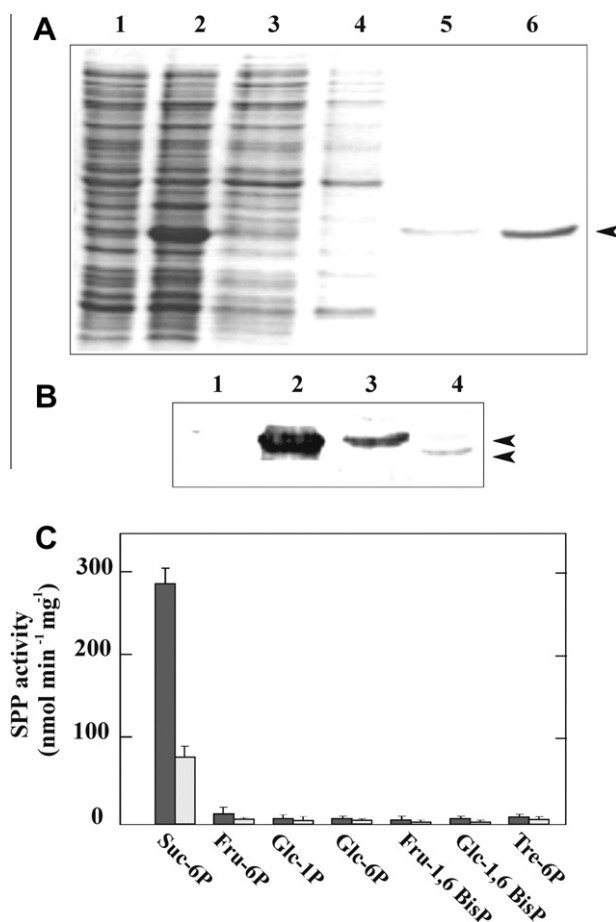 A
1 2 3 4 5 6
B
1 2 3 4
C
SPP activity
(nmol min⁻¹ mg⁻¹)
300
200
100
0
Suc-6P
Fru-6P
Glc-1P
Glc-6P
Fru-1,6 BisP
Glc-1,6 BisP
Tre-6P